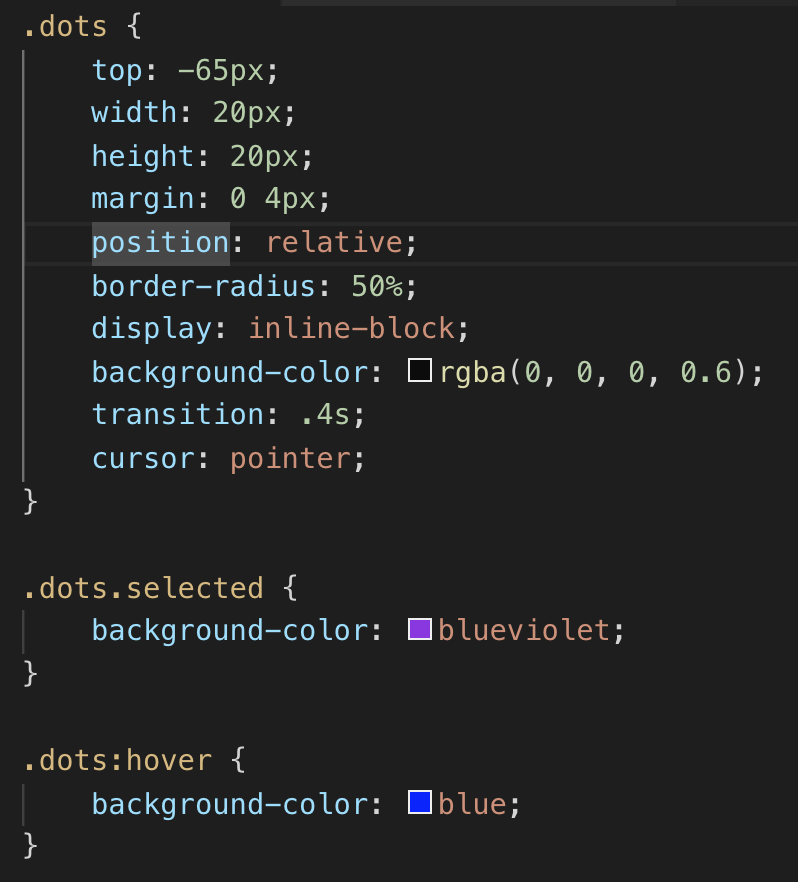 .dots {
top: -65px;
width: 20px;
height: 20px;
margin: 0 4px;
position: relative;
border-radius: 50%;
display: inline-block;
background-color: rgba(0, 0, 0, 0.6);
transition: .4s;
cursor: pointer;
}
.dots.selected {
background-color: blueviolet;
}
.dots:hover {
background-color: blue;
}